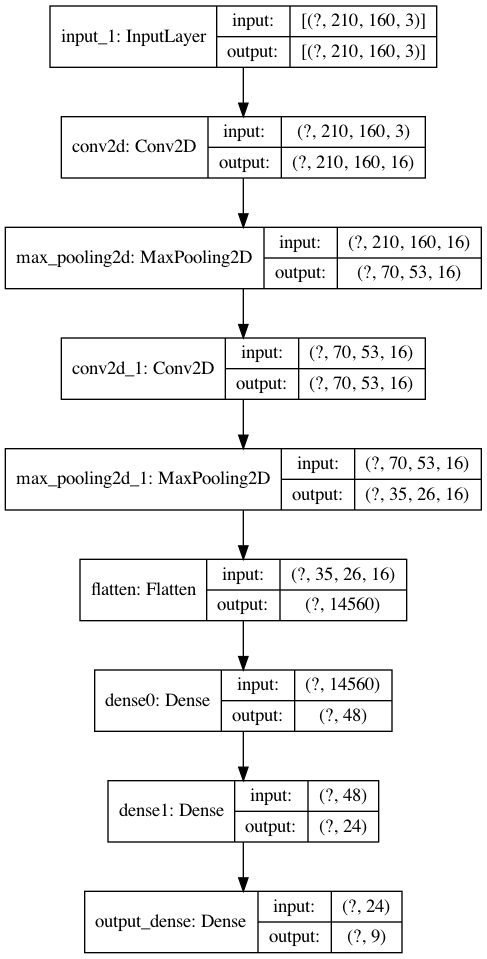 input_1: InputLayer
input: [(?, 210, 160, 3)]
output: [(?, 210, 160, 3)]
conv2d: Conv2D
input: (?, 210, 160, 3)
output: (?, 210, 160, 16)
max_pooling2d: MaxPooling2D
input: (?, 210, 160, 16)
output: (?, 70, 53, 16)
conv2d_1: Conv2D
input: (?, 70, 53, 16)
output: (?, 70, 53, 16)
max_pooling2d_1: MaxPooling2D
input: (?, 70, 53, 16)
output: (?, 35, 26, 16)
flatten: Flatten
input: (?, 35, 26, 16)
output: (?, 14560)
dense0: Dense
input: (?, 14560)
output: (?, 48)
dense1: Dense
input: (?, 48)
output: (?, 24)
output_dense: Dense
input: (?, 24)
output: (?, 9)